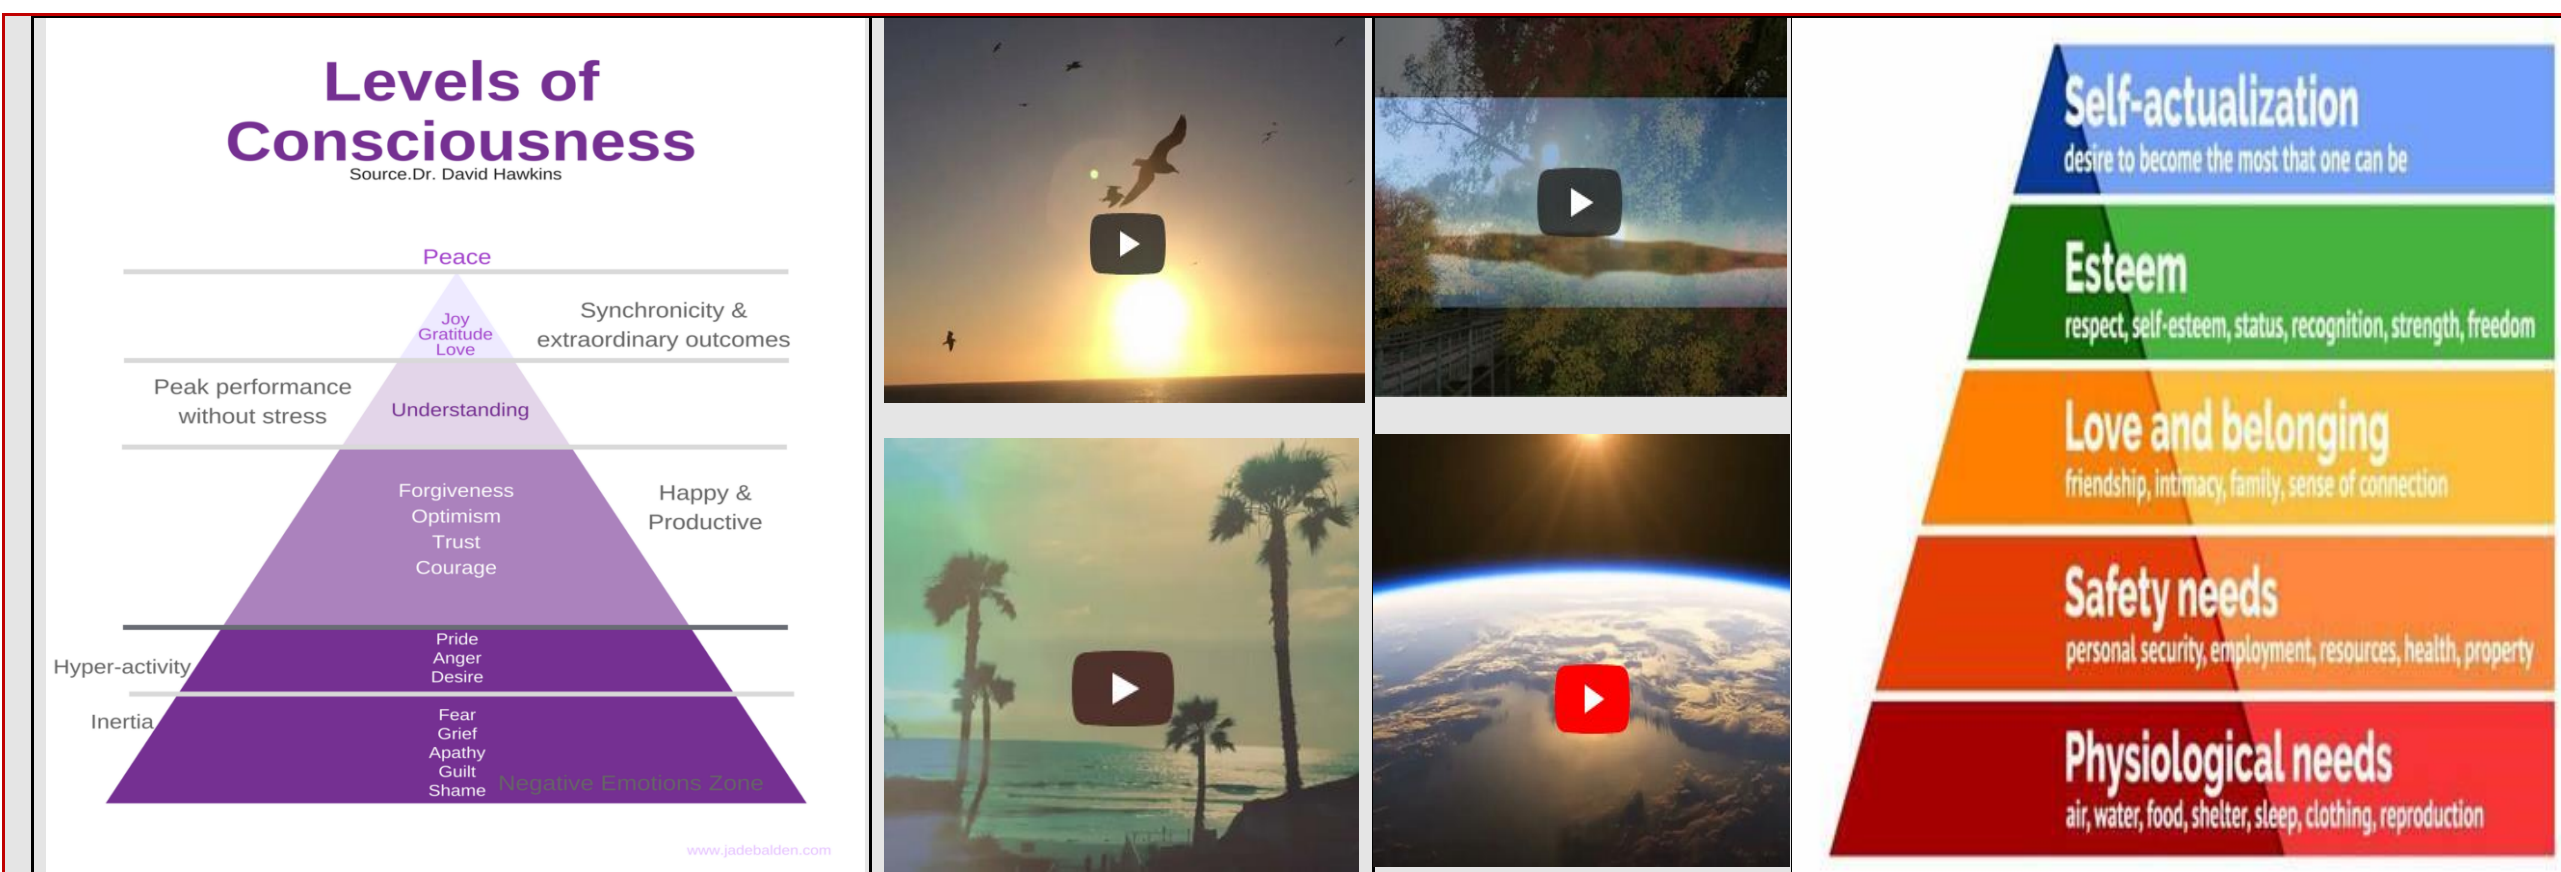 Levels of
Consciousness
Source.Dr. David Hawkins
Peace
Joy
Gratitude
Love
Synchronicity &
extraordinary outcomes
Peak performance
without stress
Understanding
Forgiveness
Optimism
Trust
Courage
Happy &
Productive
Hyper-activity
Pride
Anger
Desire
Inertia
Fear
Grief
Apathy
Guilt
Shame
Negative Emotions Zone
www.jadebalden.com
Self-actualization
desire to become the most that one can be
Esteem
respect, self-esteem, status, recognition, strength, freedom
Love and belonging
friendship, intimacy, family, sense of connection
Safety needs
personal security, employment, resources, health, property
Physiological needs
air, water, food, shelter, sleep, clothing, reproduction